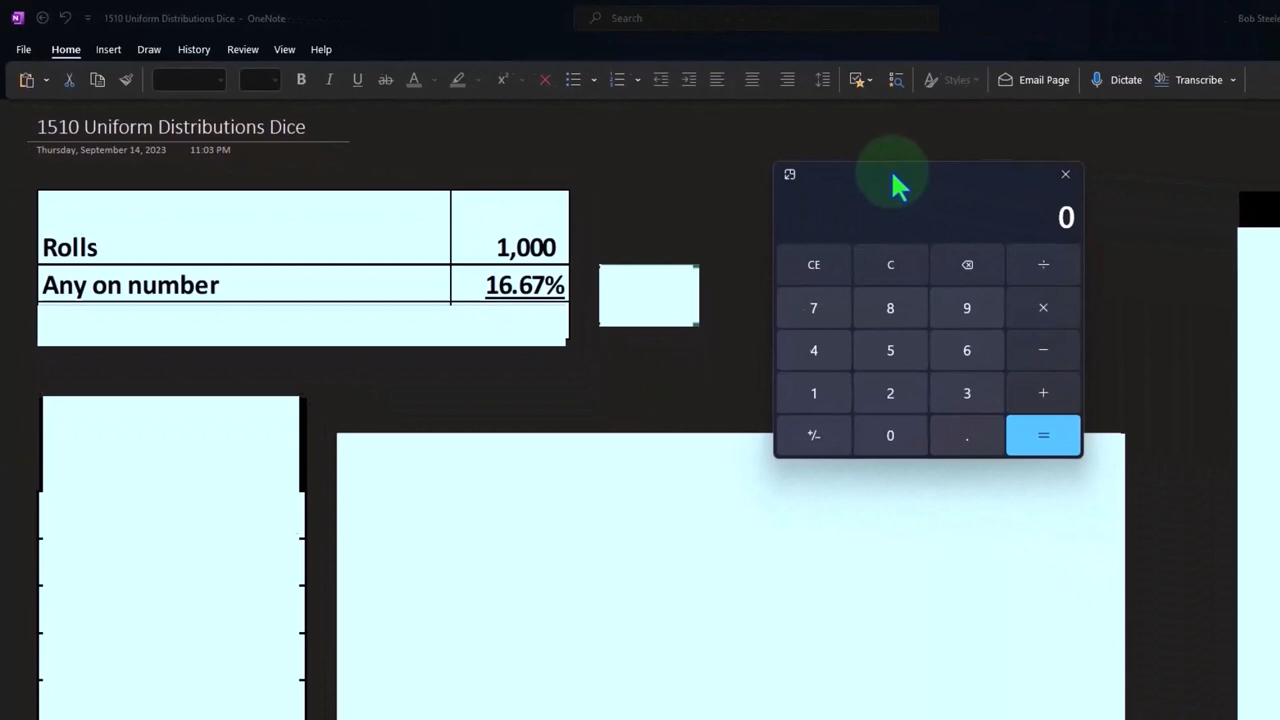 1510 Uniform Distributions Dice - OneNote
Search
Bob Steele
File Home Insert Draw History Review View Help
B I U ab A x
Styles Email Page Dictate Transcribe
1510 Uniform Distributions Dice
Thursday, September 14, 2023 11:03 PM
Rolls 1,000
Any on number 16.67%
0
CE C ⌫ ÷
7 8 9 ×
4 5 6 −
1 2 3 +
+/- 0 . =